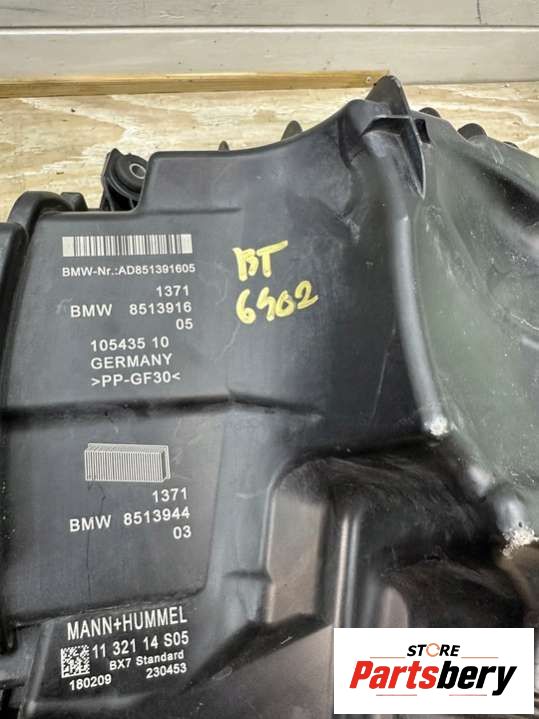 BMW-Nr.:AD851391605
1371
BMW 8513916
05
105435 10
GERMANY
>PP-GF30<
BT
6402
1371
BMW 8513944
03
MANN+HUMMEL
11 321 14 S05
BX7 Standard
180209 230453
STORE
Partsbery